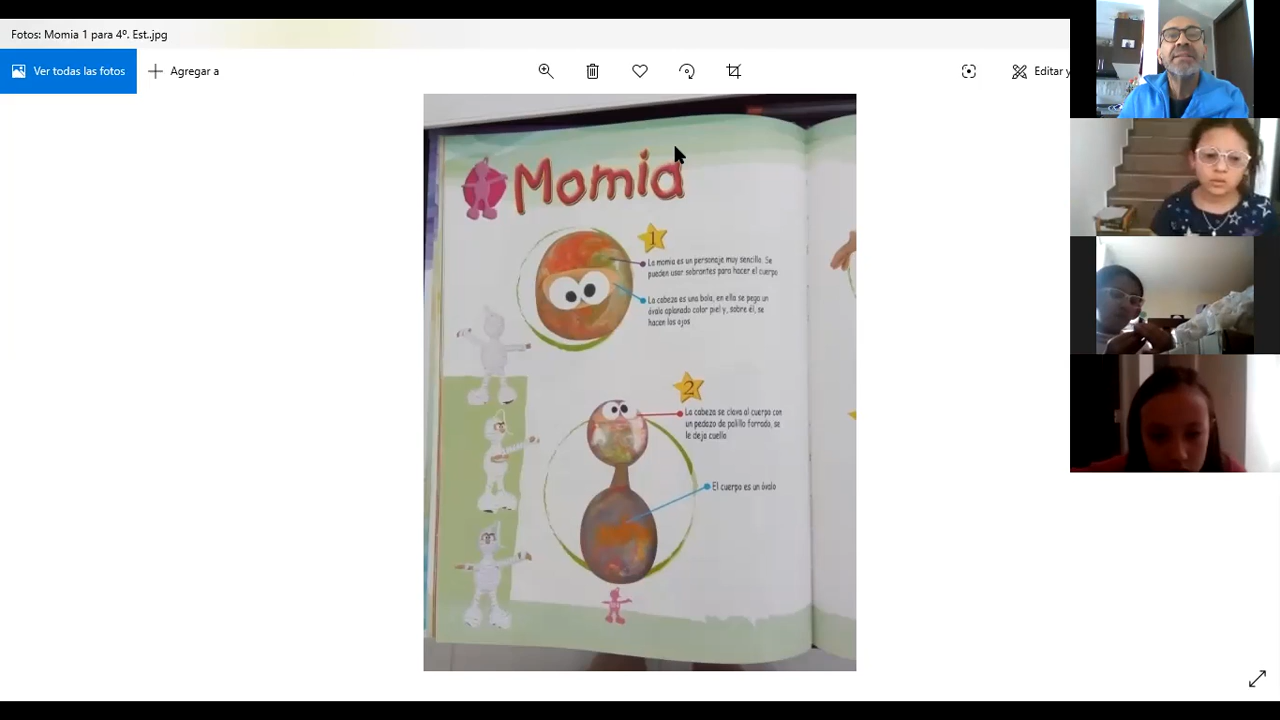 Fotos: Momia 1 para 4º. Est..jpg
Ver todas las fotos
Agregar a
Editar y
Momia
1
La momia es un personaje muy sencillo. Se
pueden usar sobrantes para hacer el cuerpo
La cabeza es una bola, en ella se pega un
óvalo aplanado color piel y, sobre él, se
hacen los ojos
2
La cabeza se clava al cuerpo con
un pedazo de palillo forrado, se
le deja cuello
El cuerpo es un óvalo